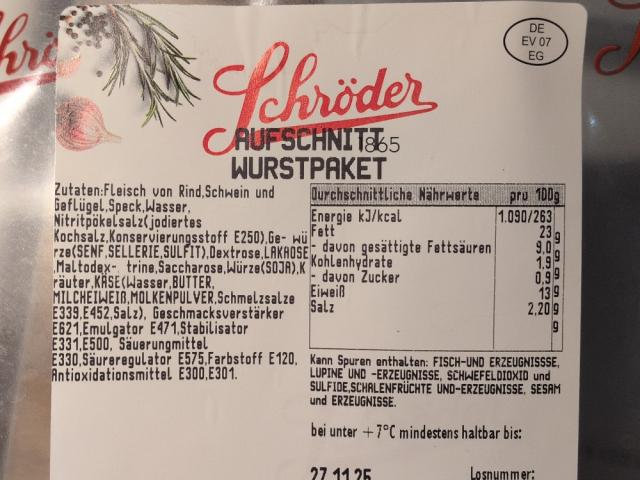 hrö
Schröder
DE
EV 07
EG
AUFSCHNITT 865
WURSTPAKET
Zutaten:Fleisch von Rind,Schwein und
Geflügel,Speck,Wasser,
Nitritpökelsalz(jodiertes
Kochsalz,Konservierungsstoff E250),Ge- wü
rze(SENF,SELLERIE,SULFIT),Dextrose,LAKROSE
,Maltodex- trine,Saccharose,Würze(SOJA),K
räuter,KÄSE(Wasser,BUTTER,
MILCHEIWEIß,MOLKENPULVER,Schmelzsalze
E339,E452,Salz), Geschmacksverstärker
E621,Emulgator E471,Stabilisator
E331,E500, Säuerungmittel
E330,Säureregulator E575,Farbstoff E120,
Antioxidationsmittel E300,E301.
Durchschnittliche Nährwerte pro 100g
Energie kJ/kcal 1.090/263
Fett 23 g
- davon gesättigte Fettsäuren 9,0 g
Kohlenhydrate 1,9 g
- davon Zucker 0,9 g
Eiweiß 13 g
Salz 2,20 g
g
Kann Spuren enthalten: FISCH-UND ERZEUGNISSSE,
LUPINE UND -ERZEUGNISSE, SCHWEFELDIOXID und
SULFIDE,SCHALENFRÜCHTE UND-ERZEUGNISSE, SESAM
und ERZEUGNISSE.
bei unter +7°C mindestens haltbar bis:
27.11.25 Losnummer: